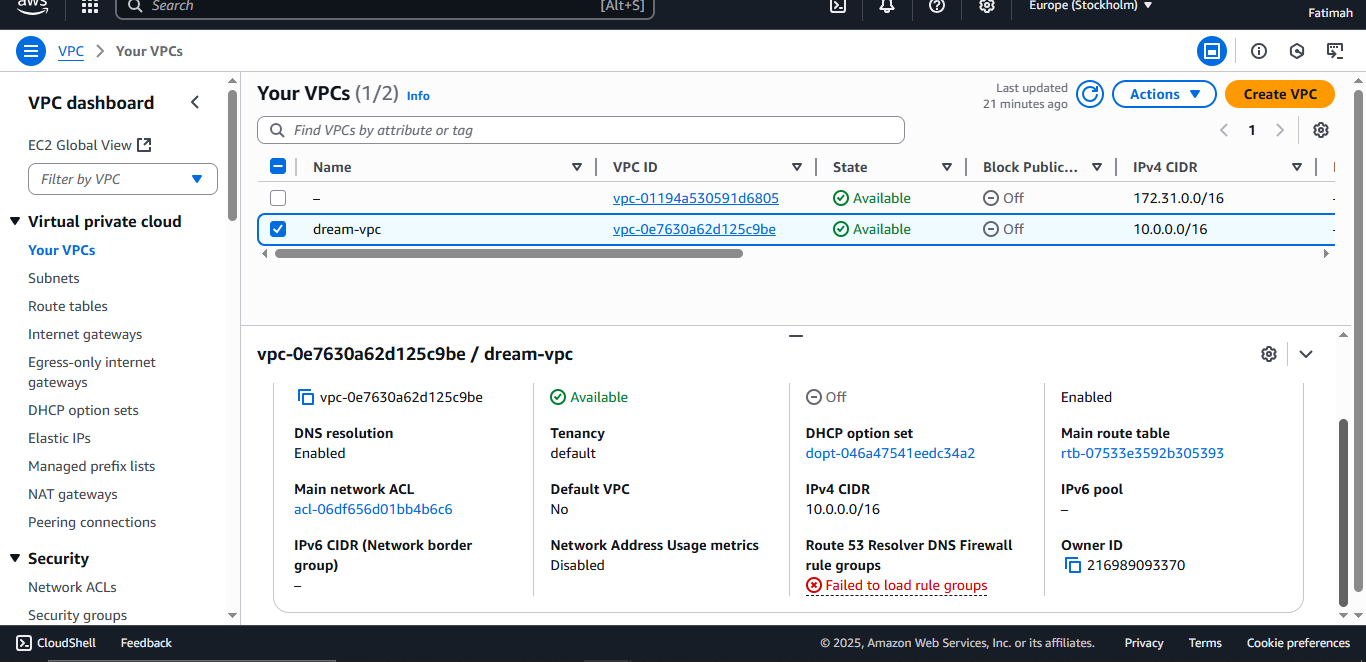 aws
Search
[Alt+S]
Europe (Stockholm)
Fatimah
VPC
Your VPCs
VPC dashboard
EC2 Global View
Filter by VPC
Virtual private cloud
Your VPCs
Subnets
Route tables
Internet gateways
Egress-only internet
gateways
DHCP option sets
Elastic IPs
Managed prefix lists
NAT gateways
Peering connections
Security
Network ACLs
Security groups
Your VPCs (1/2) Info
Last updated
21 minutes ago
Actions
Create VPC
Find VPCs by attribute or tag
1
Name VPC ID State Block Public... IPv4 CIDR
– vpc-01194a530591d6805 Available Off 172.31.0.0/16 -
dream-vpc vpc-0e7630a62d125c9be Available Off 10.0.0.0/16 -
vpc-0e7630a62d125c9be / dream-vpc
vpc-0e7630a62d125c9be Available Off Enabled
DNS resolution Tenancy DHCP option set Main route table
Enabled default dopt-046a47541eedc34a2 rtb-07533e3592b305393
Main network ACL Default VPC IPv4 CIDR IPv6 pool
acl-06df656d01bb4b6c6 No 10.0.0.0/16 –
IPv6 CIDR (Network border Network Address Usage metrics Route 53 Resolver DNS Firewall Owner ID
group) Disabled rule groups 216989093370
– Failed to load rule groups
CloudShell Feedback © 2025, Amazon Web Services, Inc. or its affiliates. Privacy Terms Cookie preferences